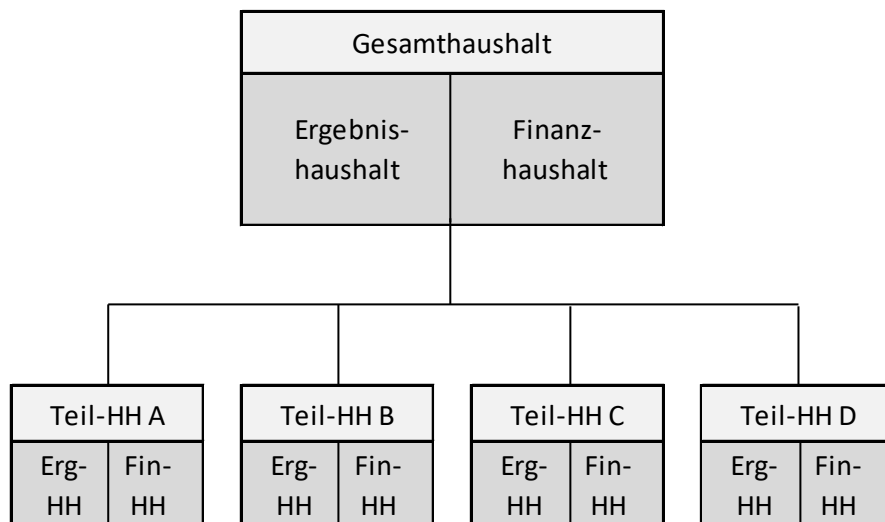 Gesamthaushalt
Ergebnis-
haushalt
Finanz-
haushalt
Teil-HH A
Erg-
HH
Fin-
HH
Teil-HH B
Erg-
HH
Fin-
HH
Teil-HH C
Erg-
HH
Fin-
HH
Teil-HH D
Erg-
HH
Fin-
HH